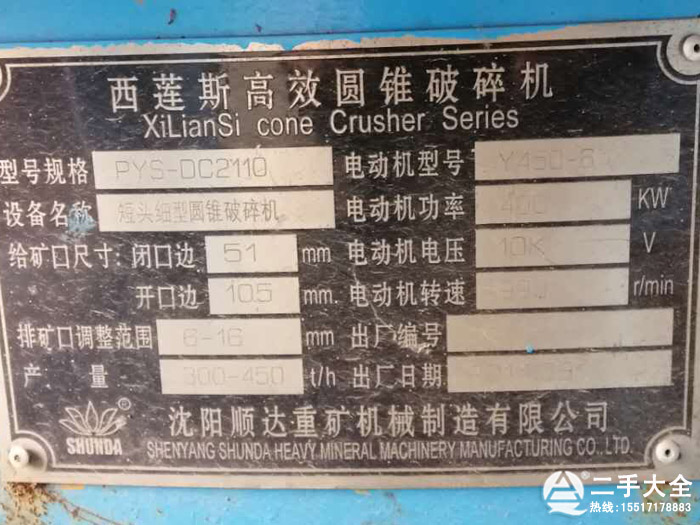 西莲斯高效圆锥破碎机
XiLianSi cone Crusher Series
型号规格 PYS-DC2110 电动机型号 Y450-6
设备名称 短头细型圆锥破碎机 电动机功率 400 KW
给矿口尺寸: 闭口边 51 mm 电动机电压 10K V
开口边 105 mm. 电动机转速 r/min
排矿口调整范围 6-16 mm 出厂编号
产 量 300-450 t/h 出厂日期
SHUNDA ®
沈阳顺达重矿机械制造有限公司
SHENYANG SHUNDA HEAVY MINERAL MACHINERY MANUFACTURING CO., LTD.
二手大全
热线: 15517178883